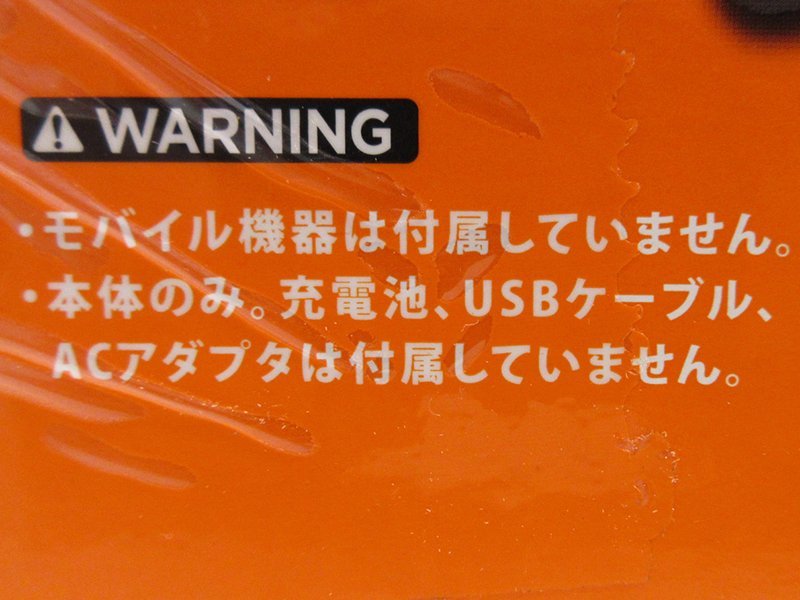 WARNING
・モバイル機器は付属していません。
・本体のみ。充電池、USBケーブル、
ACアダプタは付属していません。